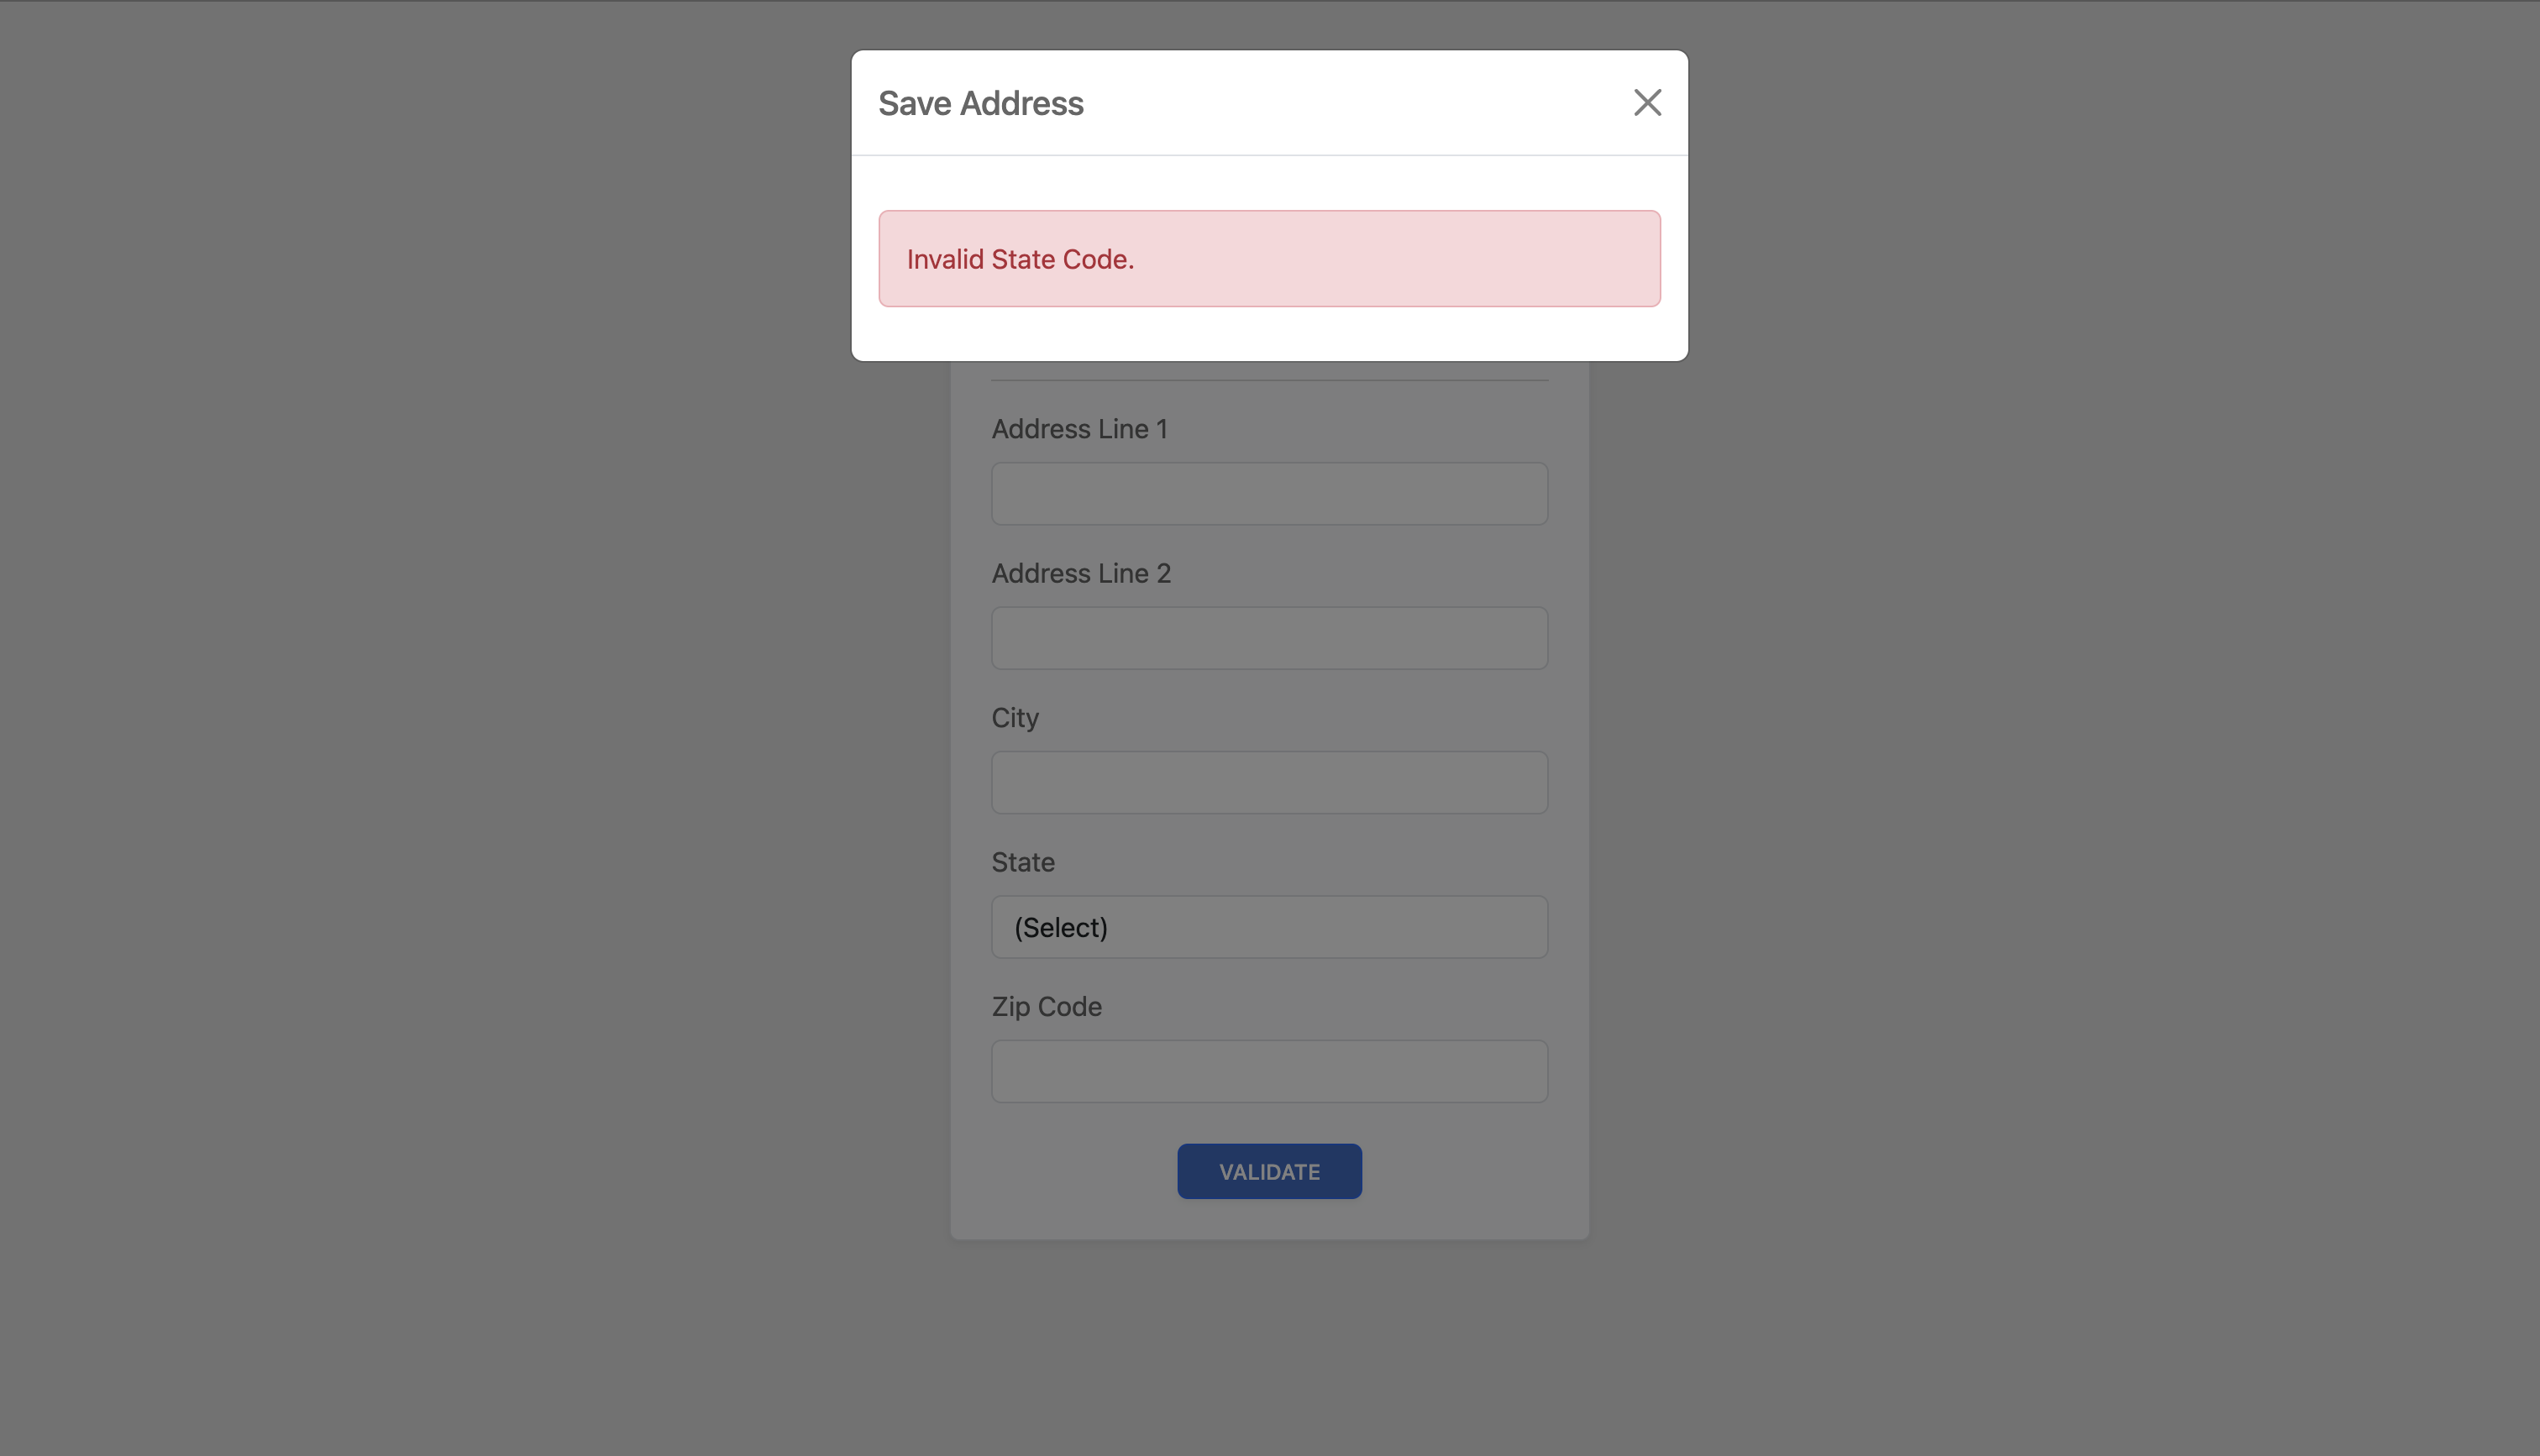 Save Address
Invalid State Code.
Address Line 1
Address Line 2
City
State
(Select)
Zip Code
VALIDATE